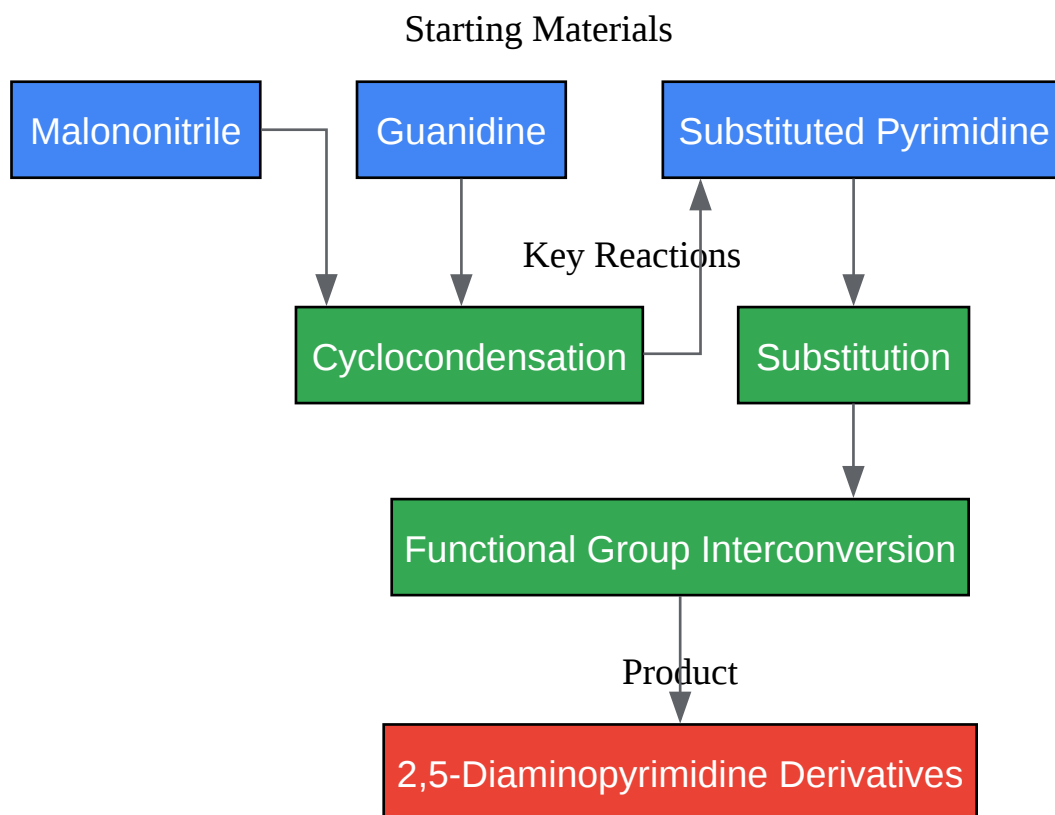 Starting Materials
Malononitrile
Guanidine
Substituted Pyrimidine
Key Reactions
Cyclocondensation
Substitution
Functional Group Interconversion
Product
2,5-Diaminopyrimidine Derivatives